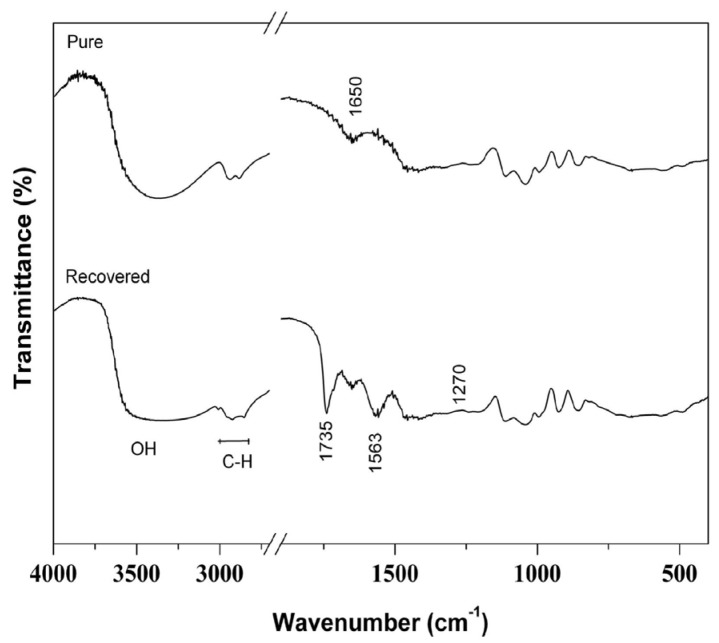 Pure
1650
Recovered
1270
1735
1563
OH
C-H
Transmittance (%)
4000 3500 3000 1500 1000 500
Wavenumber (cm⁻¹)